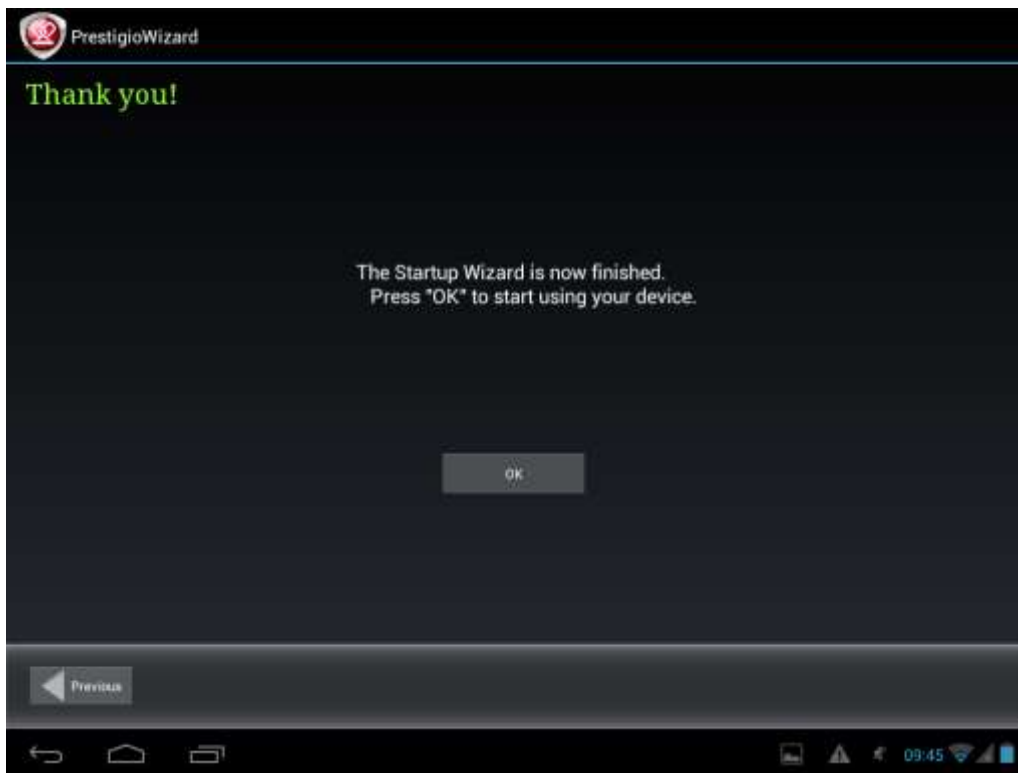 PrestigioWizard
Thank you!
The Startup Wizard is now finished.
Press "OK" to start using your device.
OK
Previous
09:45